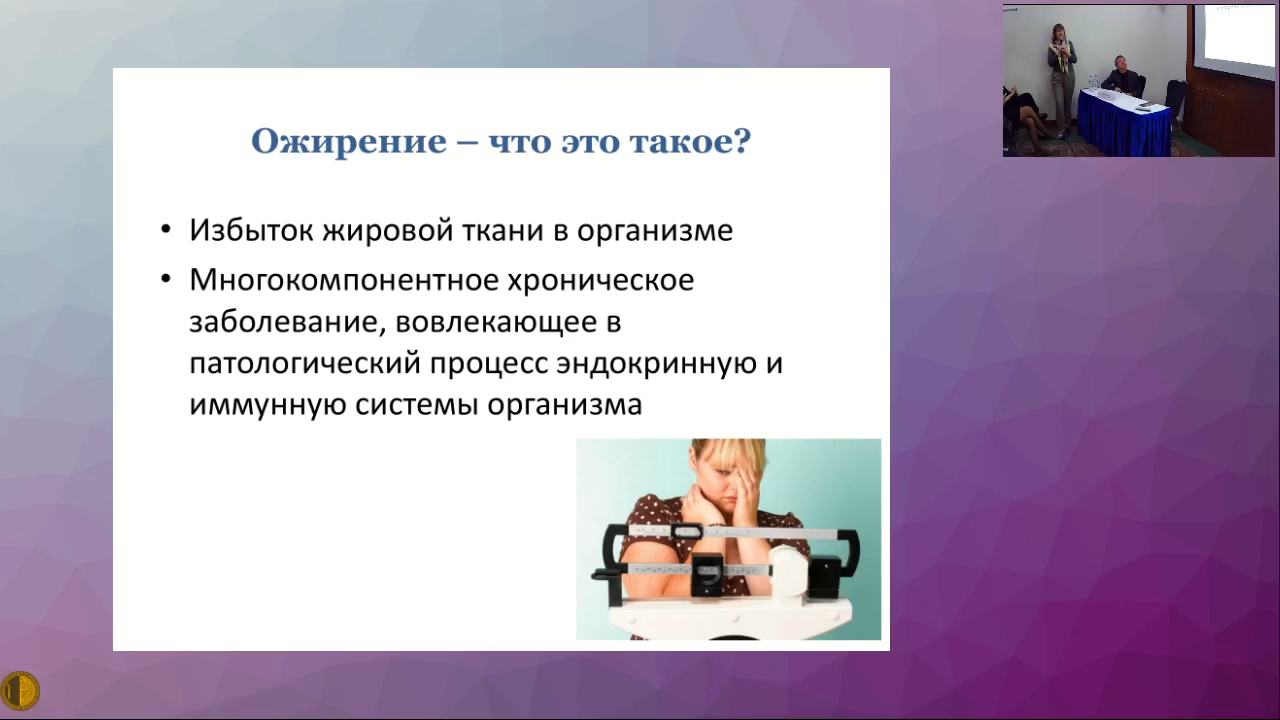 Ожирение – что это такое?
• Избыток жировой ткани в организме
• Многокомпонентное хроническое
заболевание, вовлекающее в
патологический процесс эндокринную и
иммунную системы организма